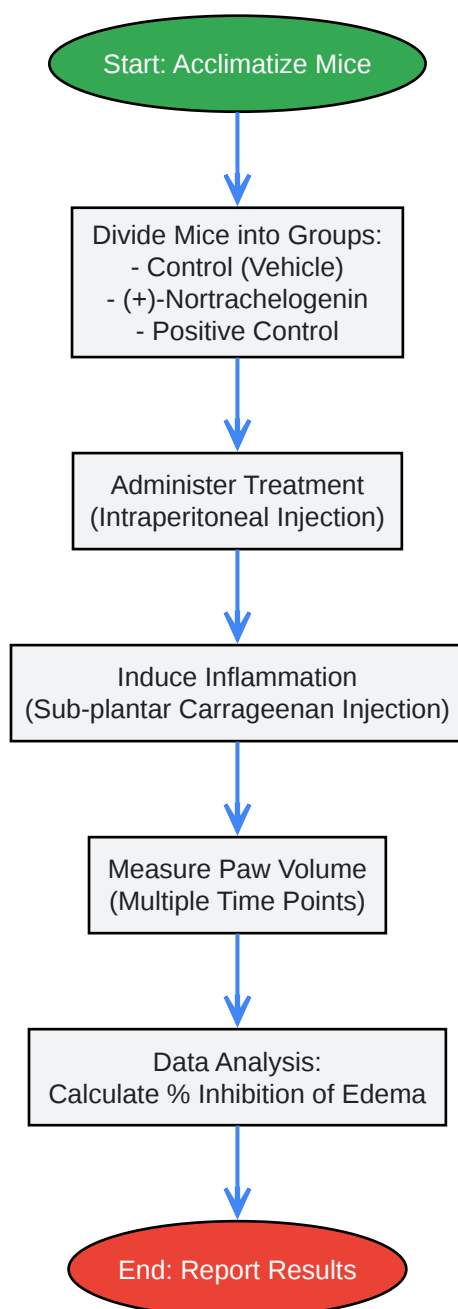 Start: Acclimatize Mice
Divide Mice into Groups:
- Control (Vehicle)
- (+)-Nortrachelogenin
- Positive Control
Administer Treatment
(Intraperitoneal Injection)
Induce Inflammation
(Sub-plantar Carrageenan Injection)
Measure Paw Volume
(Multiple Time Points)
Data Analysis:
Calculate % Inhibition of Edema
End: Report Results